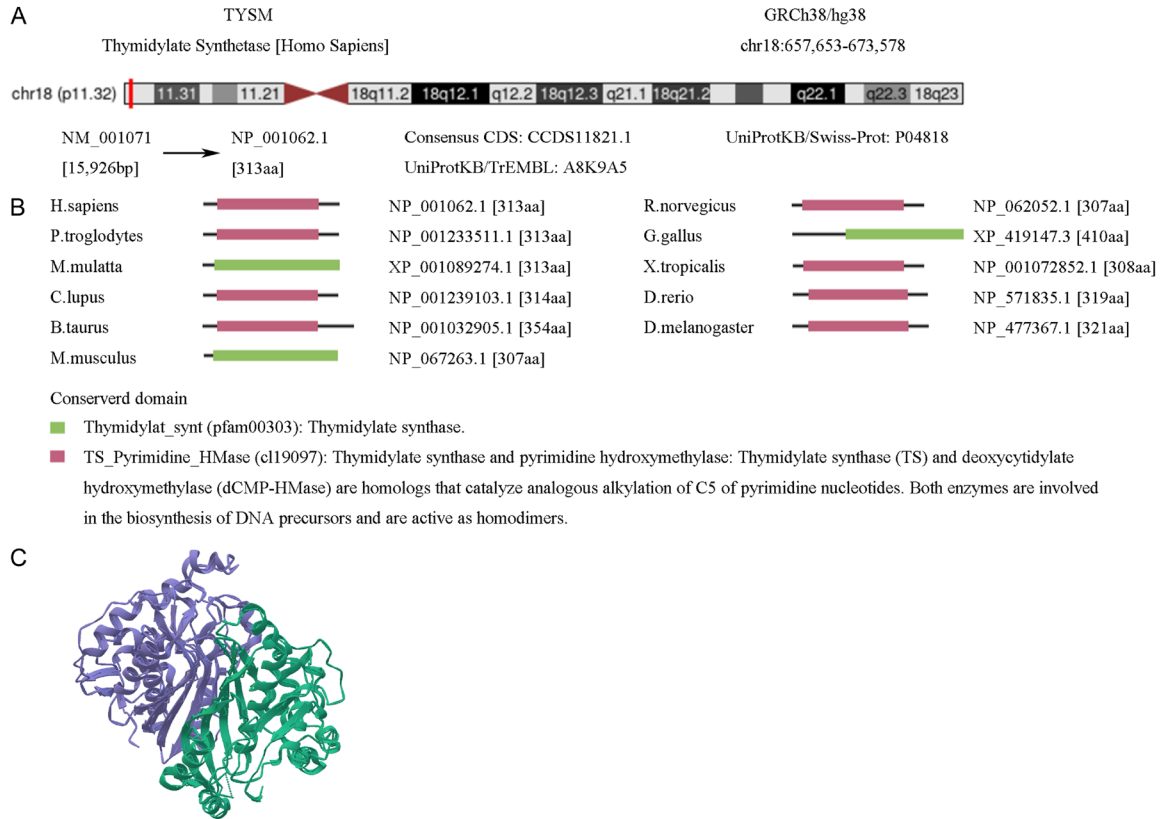 A
TYSM
GRCh38/hg38
Thymidylate Synthetase [Homo Sapiens]
chr18:657,653-673,578
chr18 (p11.32) 11.31 11.21 18q11.2 18q12.1 q12.2 18q12.3 q21.1 18q21.2 q22.1 q22.3 18q23
NM_001071 NP_001062.1 Consensus CDS: CCDS11821.1 UniProtKB/Swiss-Prot: P04818
[15,926bp] [313aa] UniProtKB/TrEMBL: A8K9A5
B
H.sapiens NP_001062.1 [313aa]
P.troglodytes NP_001233511.1 [313aa]
M.mulatta XP_001089274.1 [313aa]
C.lupus NP_001239103.1 [314aa]
B.taurus NP_001032905.1 [354aa]
M.musculus NP_067263.1 [307aa]
R.norvegicus NP_062052.1 [307aa]
G.gallus XP_419147.3 [410aa]
X.tropicalis NP_001072852.1 [308aa]
D.rerio NP_571835.1 [319aa]
D.melanogaster NP_477367.1 [321aa]
Conserverd domain
Thymidylat_synt (pfam00303): Thymidylate synthase.
TS_Pyrimidine_HMase (cl19097): Thymidylate synthase and pyrimidine hydroxymethylase: Thymidylate synthase (TS) and deoxycytidylate
hydroxymethylase (dCMP-HMase) are homologs that catalyze analogous alkylation of C5 of pyrimidine nucleotides. Both enzymes are involved
in the biosynthesis of DNA precursors and are active as homodimers.
C